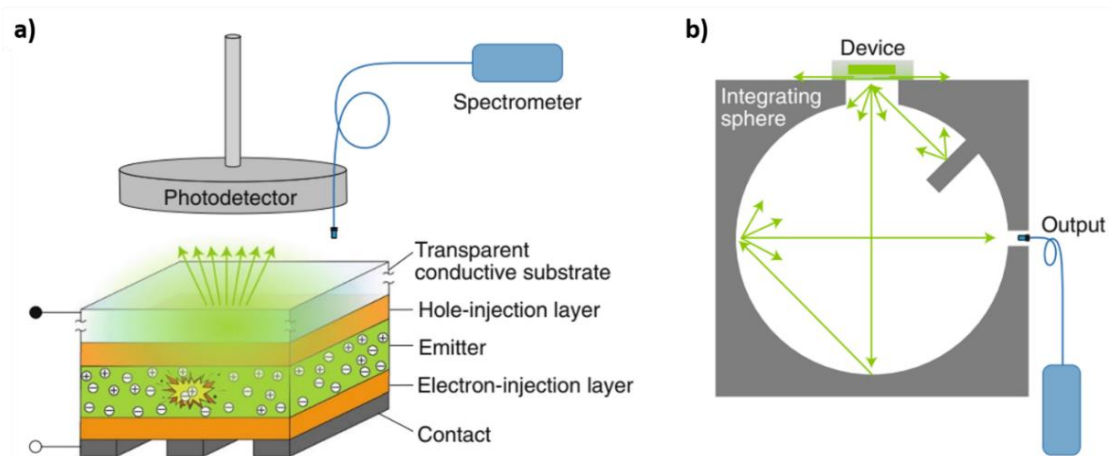 a)
Photodetector
Spectrometer
Transparent
conductive substrate
Hole-injection layer
Emitter
Electron-injection layer
Contact
b)
Device
Integrating
sphere
Output